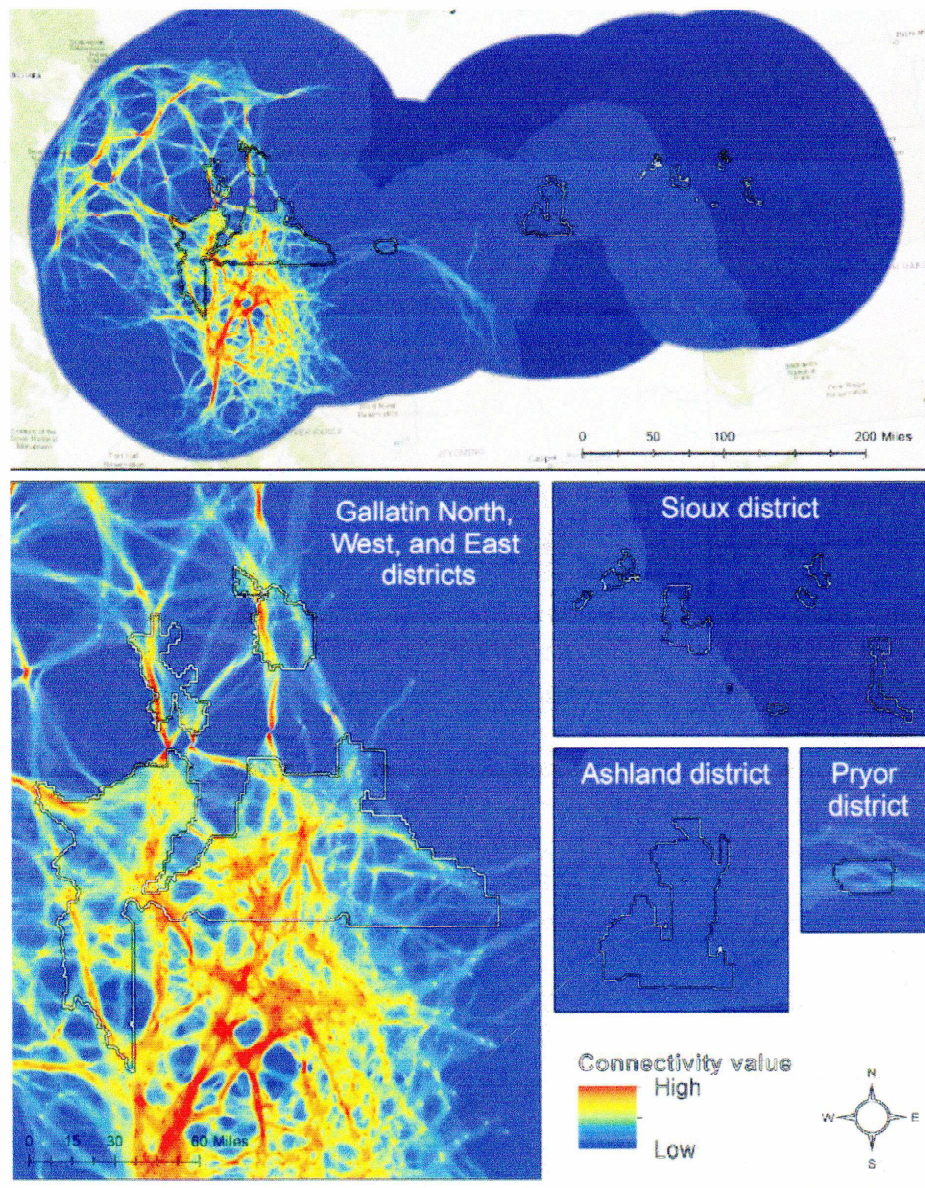 0 50 100 200 Miles
Gallatin North,
West, and East
districts
Sioux district
Ashland district
Pryor
district
Connectivity value
High
Low
N
W E
S
0 15 30 60 Miles